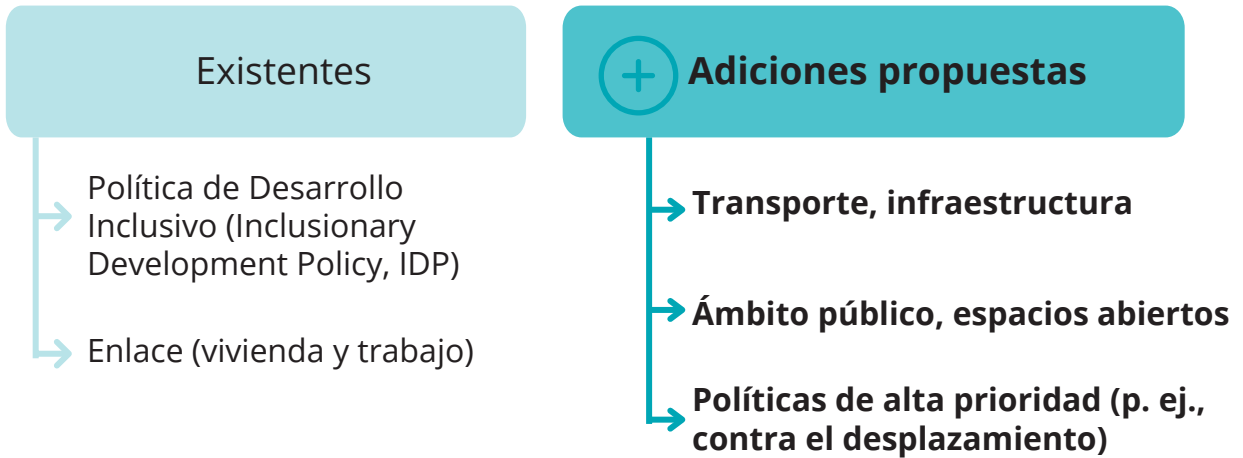 Existentes
Política de Desarrollo
Inclusivo (Inclusionary
Development Policy, IDP)
Enlace (vivienda y trabajo)
Adiciones propuestas
Transporte, infraestructura
Ámbito público, espacios abiertos
Políticas de alta prioridad (p. ej.,
contra el desplazamiento)